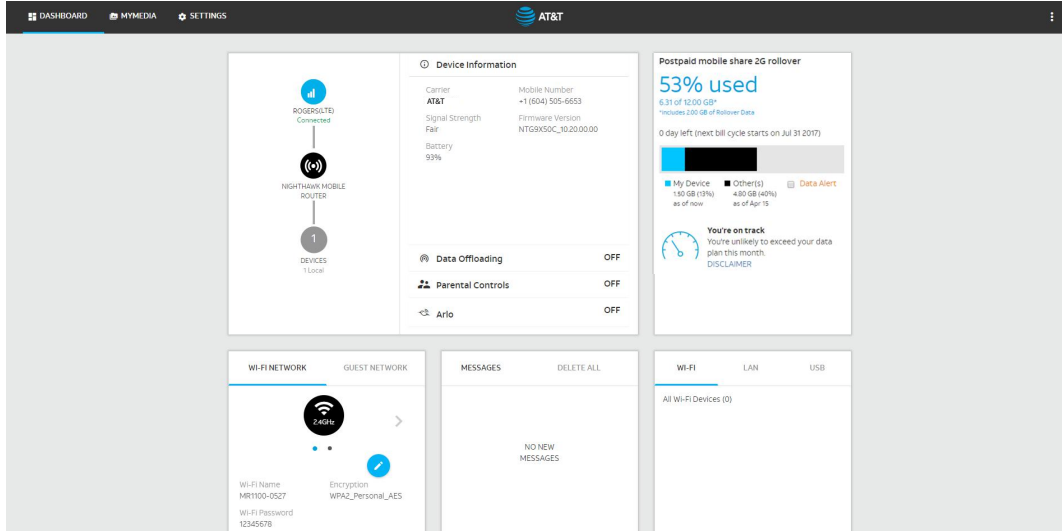 DASHBOARD MYMEDIA SETTINGS AT&T
ROGERS(LTE)
Connected
NIGHTHAWK MOBILE
ROUTER
1
DEVICES
1 Local
Device Information
Carrier Mobile Number
AT&T +1 (604) 505-6653
Signal Strength Firmware Version
Fair NTG9X50C_10.20.00.00
Battery
93%
Data Offloading OFF
Parental Controls OFF
Arlo OFF
Postpaid mobile share 2G rollover
53% used
6.31 of 12.00 GB*
*includes 2.00 GB of Rollover Data
0 day left (next bill cycle starts on Jul 31 2017)
My Device Other(s) Data Alert
1.50 GB (13%) 4.80 GB (40%)
as of now as of Apr 15
You're on track
You're unlikely to exceed your data
plan this month.
DISCLAIMER
WI-FI NETWORK GUEST NETWORK
2.4GHz
Wi-Fi Name Encryption
MR1100-0527 WPA2_Personal_AES
Wi-Fi Password
12345678
MESSAGES DELETE ALL
NO NEW
MESSAGES
WI-FI LAN USB
All Wi-Fi Devices (0)